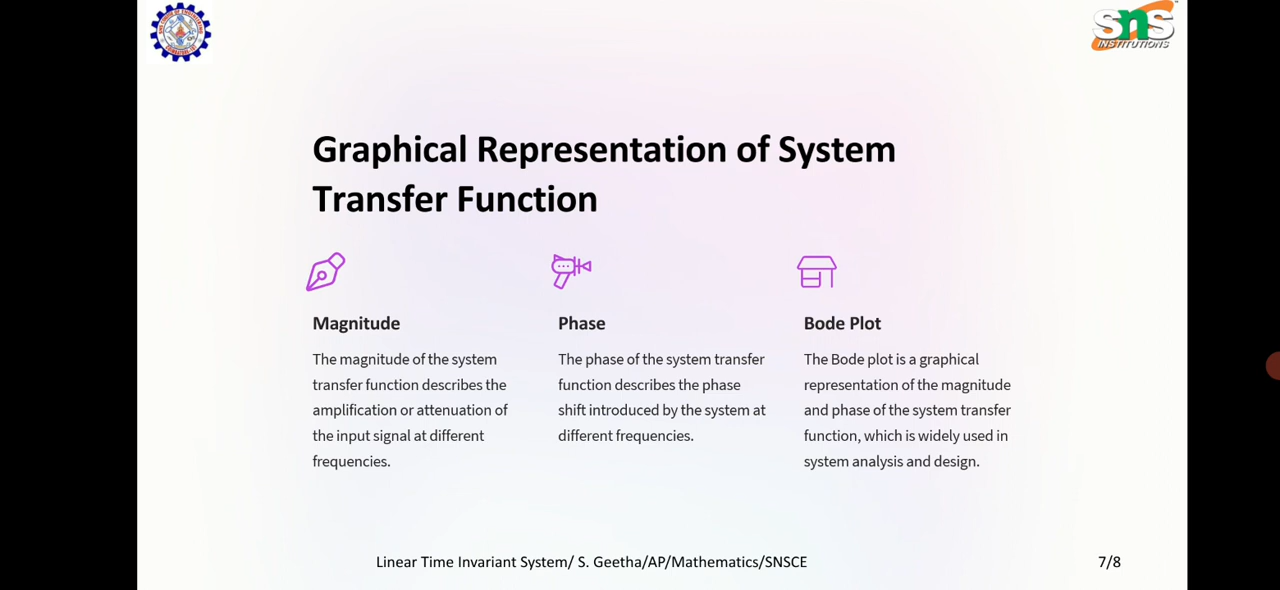 SNS
INSTITUTIONS
Graphical Representation of System
Transfer Function
Magnitude
The magnitude of the system
transfer function describes the
amplification or attenuation of
the input signal at different
frequencies.
Phase
The phase of the system transfer
function describes the phase
shift introduced by the system at
different frequencies.
Bode Plot
The Bode plot is a graphical
representation of the magnitude
and phase of the system transfer
function, which is widely used in
system analysis and design.
Linear Time Invariant System/ S. Geetha/AP/Mathematics/SNSCE
7/8